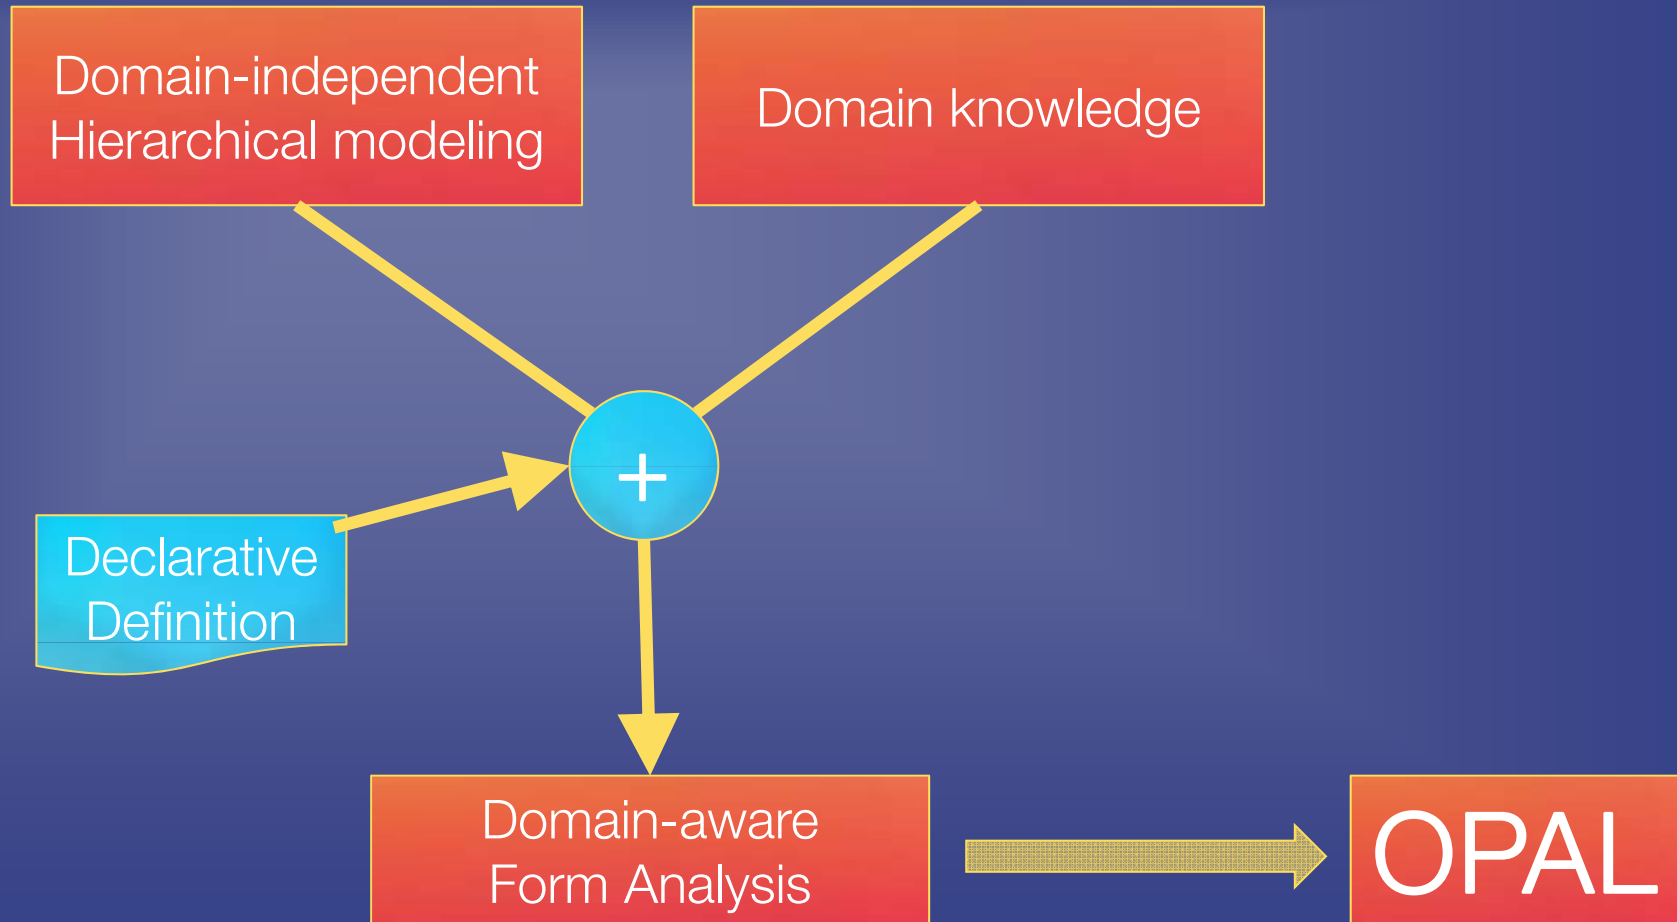 Domain-independent
Hierarchical modeling
Domain knowledge
+
Declarative
Definition
Domain-aware
Form Analysis
OPAL